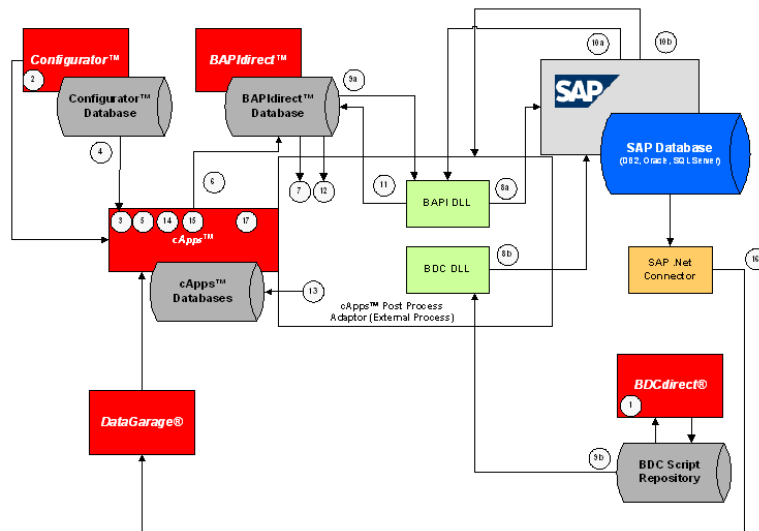 10a
10b
Configurator™
BAPIdirect™
2
9a
SAP
Configurator™
Database
BAPIdirect™
Database
SAP Database
(DB2, Oracle, SQL Server)
4
6
7
12
11
BAPI DLL
8a
3
5
14
15
17
cApps™
BDC DLL
8b
SAP .Net
Connector
16
cApps™
Databases
13
cApps™ Post Process
Adaptor (External Process)
BDCdirect®
1
DataGarage®
9b
BDC Script
Repository